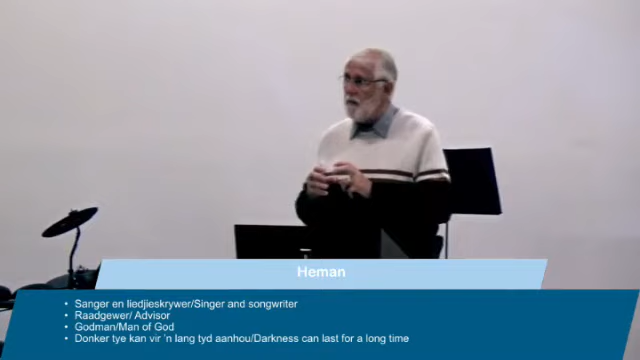 Heman
• Sanger en liedjieskrywer/Singer and songwriter
• Raadgewer/ Advisor
• Godman/Man of God
• Donker tye kan vir 'n lang tyd aanhou/Darkness can last for a long time